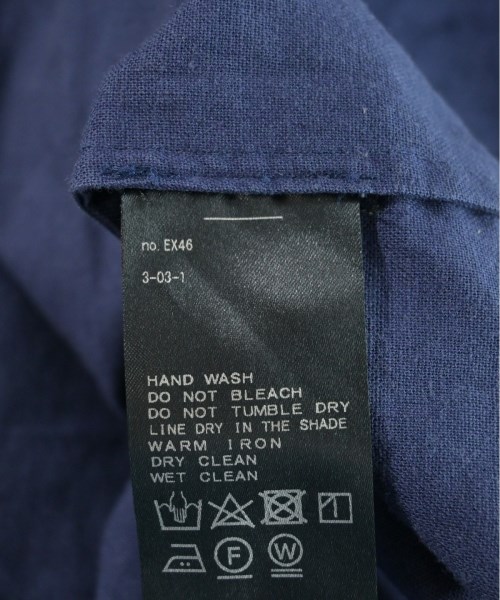 no. EX46
3-03-1
HAND WASH
DO NOT BLEACH
DO NOT TUMBLE DRY
LINE DRY IN THE SHADE
WARM IRON
DRY CLEAN
WET CLEAN
F W